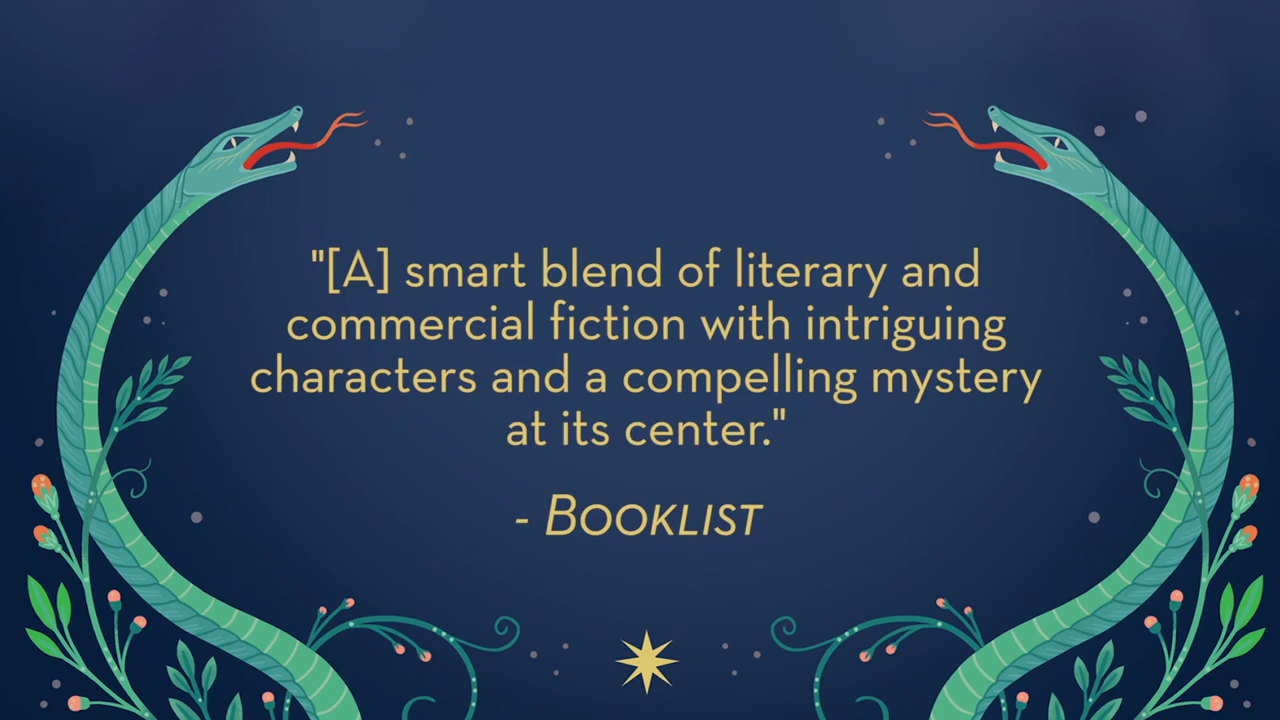 "[A] smart blend of literary and
commercial fiction with intriguing
characters and a compelling mystery
at its center."
- BOOKLIST